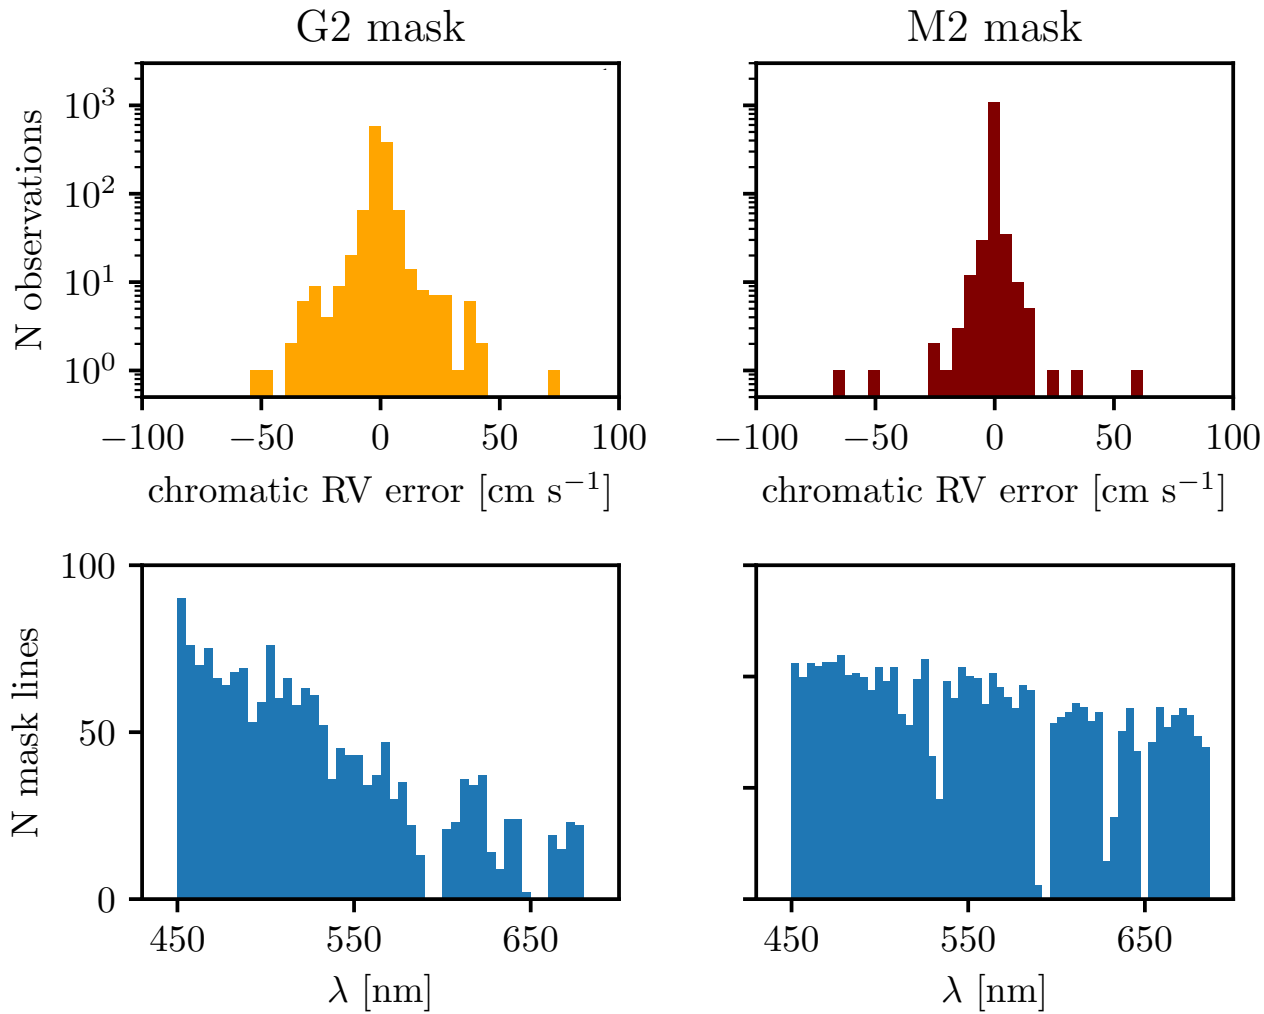 G2 mask
M2 mask
N observations
10³
10²
10¹
10⁰
−100 −50 0 50 100
−100 −50 0 50 100
chromatic RV error [cm s⁻¹]
chromatic RV error [cm s⁻¹]
N mask lines
100
50
0
450 550 650
450 550 650
λ [nm]
λ [nm]